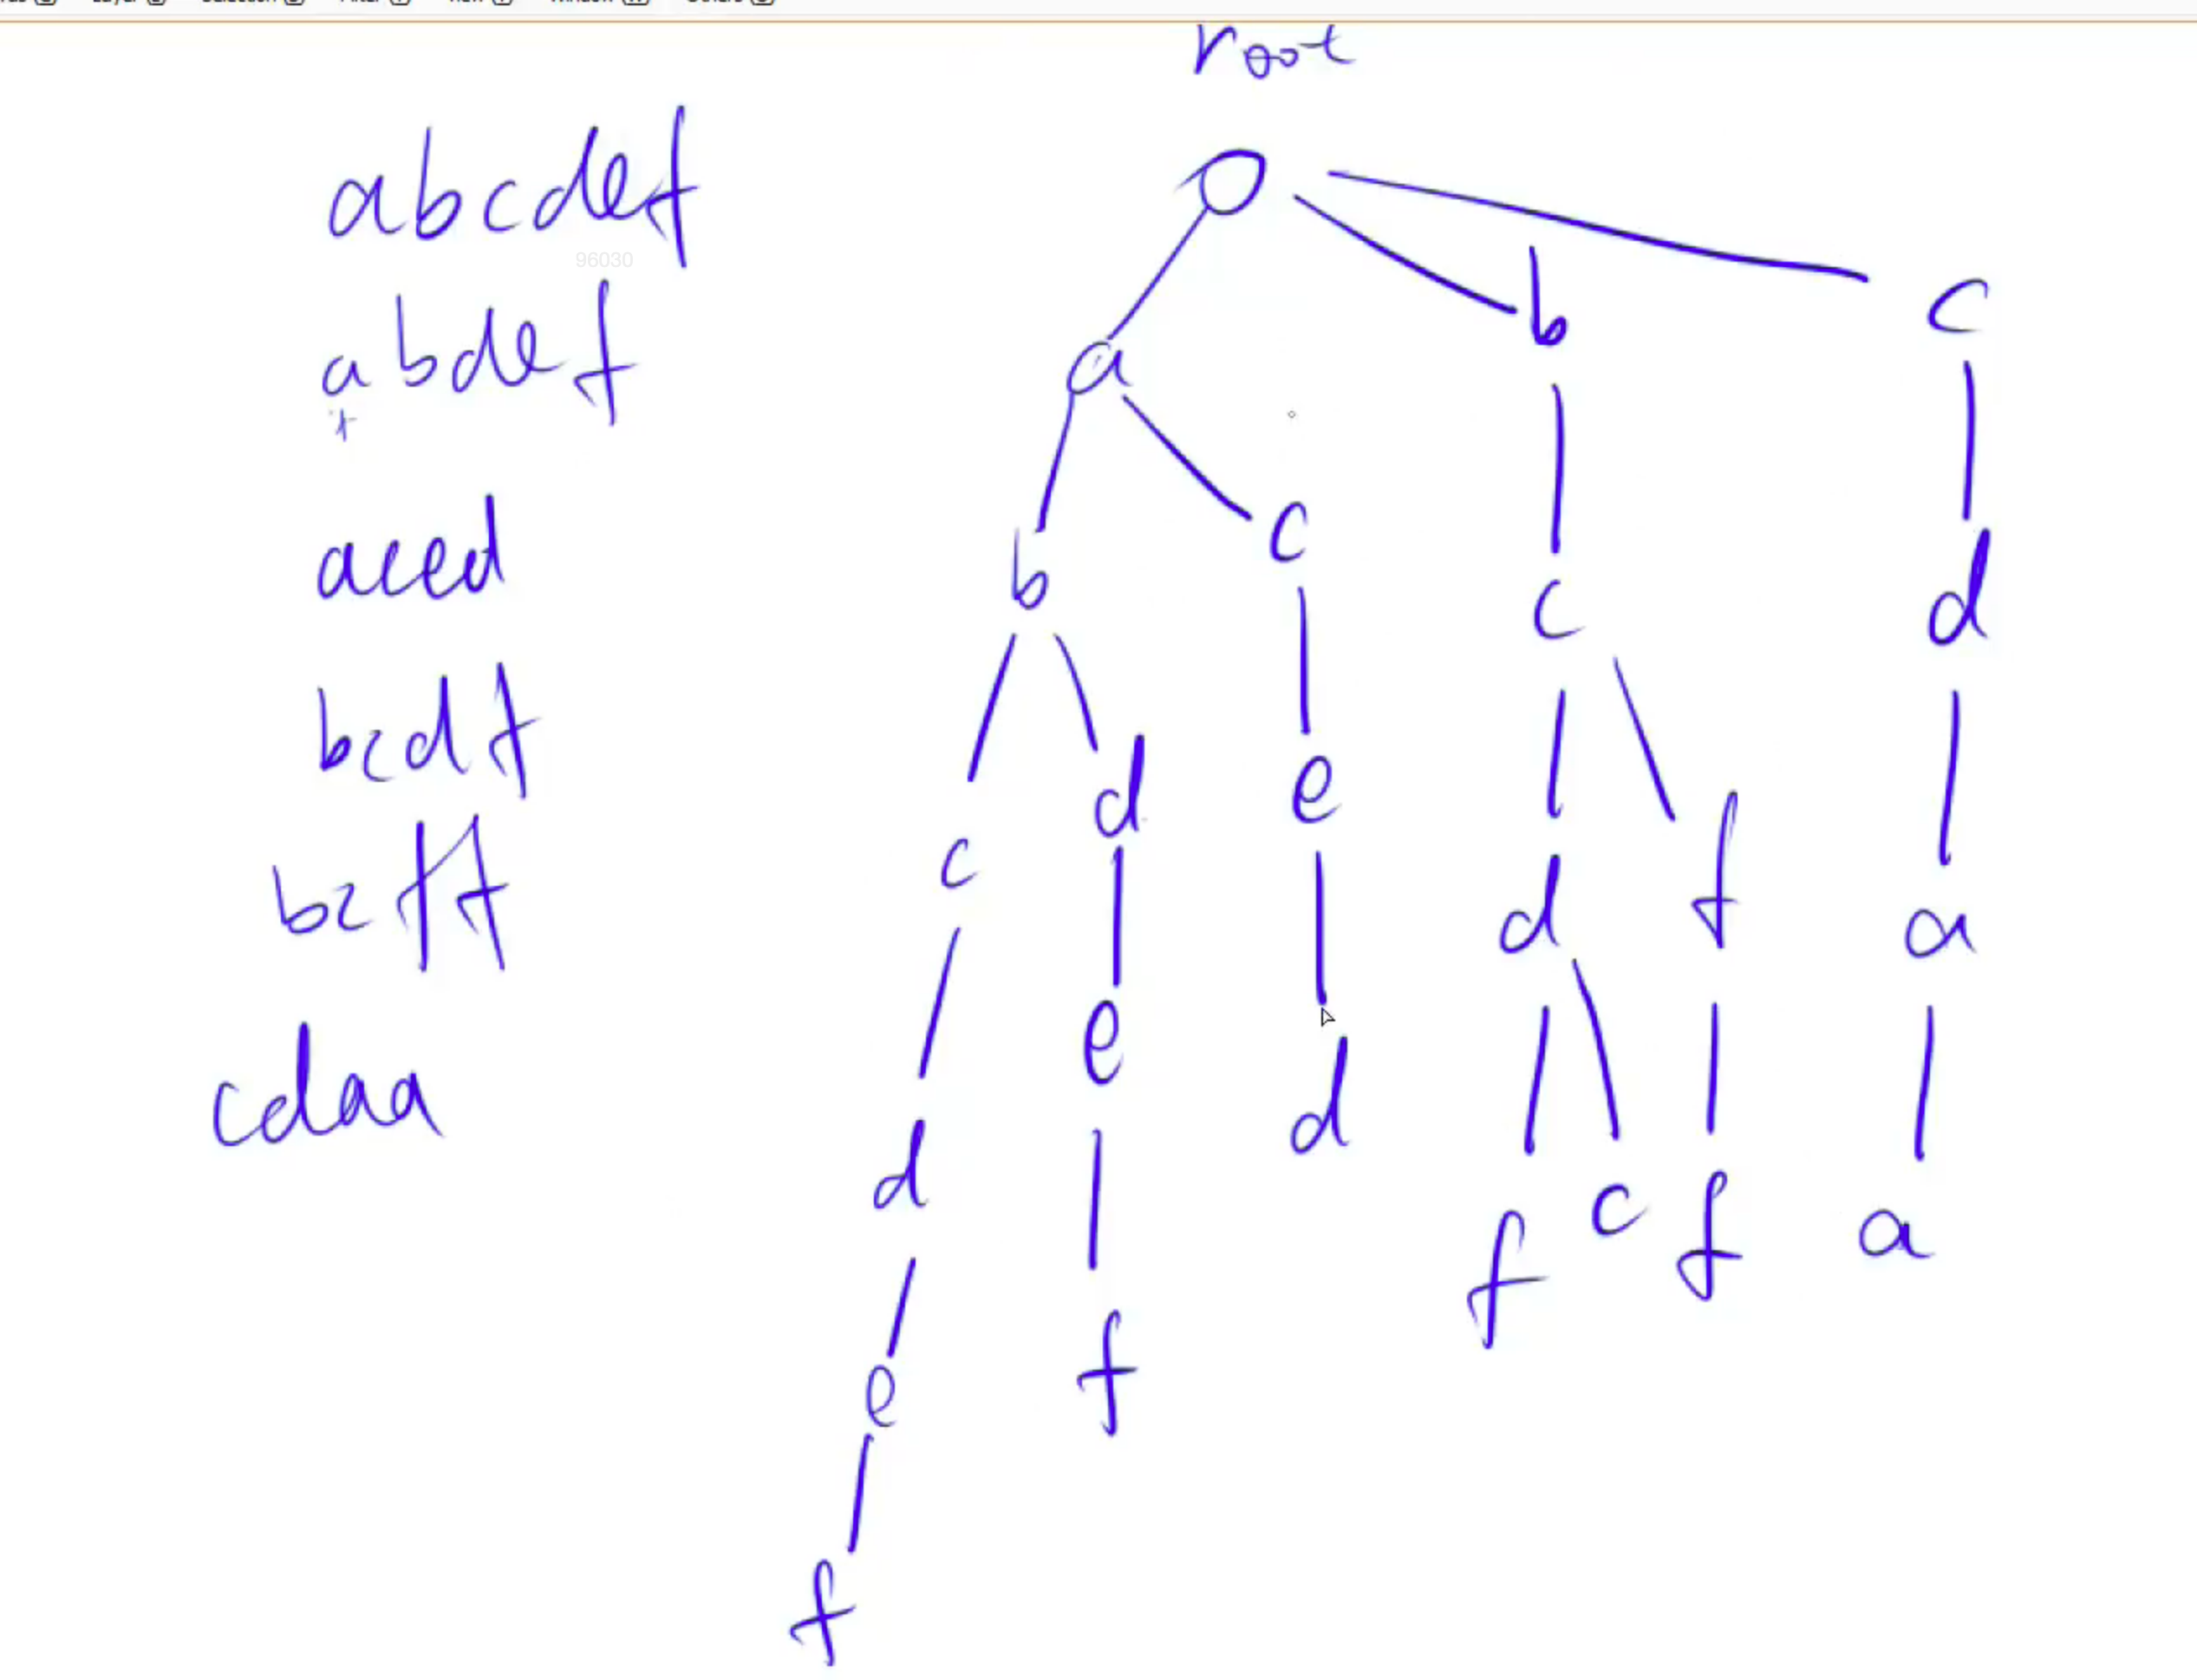 root
abcdef
96030
abdef
aced
bcdf
bcff
cdaa
a b c
b c c d
c d e d f a
d e d f c f a
e f
f